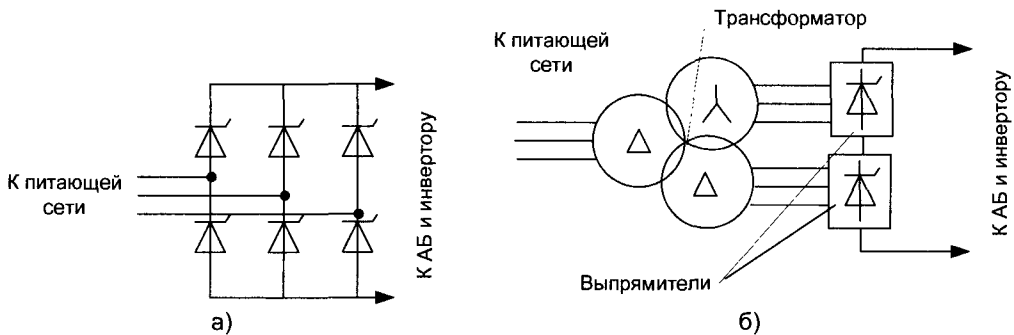 К питающей
сети
К АБ и инвертору
а)
Трансформатор
К питающей
сети
К АБ и инвертору
Выпрямители
б)